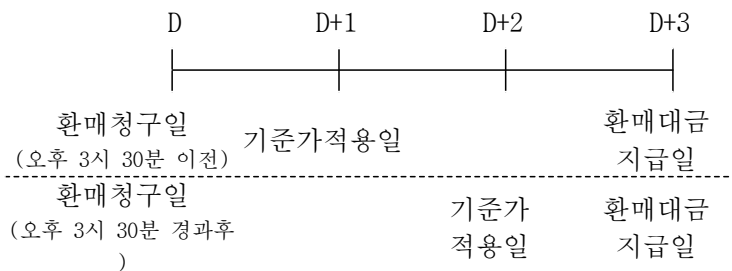 D D+1 D+2 D+3
환매청구일
(오후 3시 30분 이전)
기준가적용일
환매대금
지급일
환매청구일
(오후 3시 30분 경과후
)
기준가
적용일
환매대금
지급일